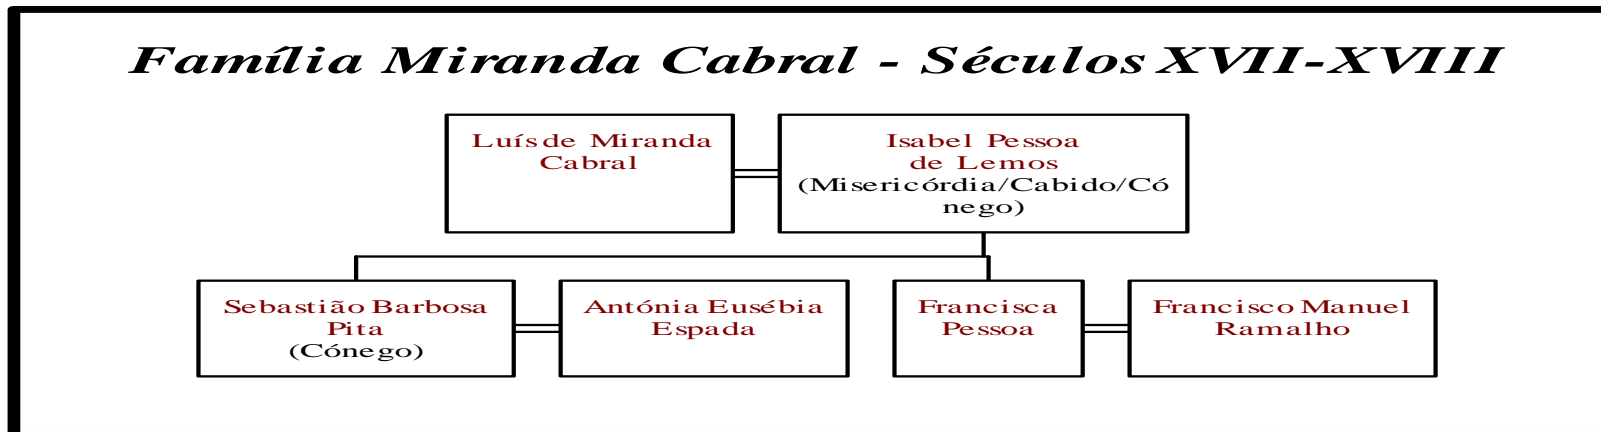 Família Miranda Cabral - Séculos XVII-XVIII
Luís de Miranda
Cabral
Isabel Pessoa
de Lemos
(Misericórdia/Cabido/Có
nego)
Sebastião Barbosa
Pita
(Cónego)
Antónia Eusébia
Espada
Francisca
Pessoa
Francisco Manuel
Ramalho